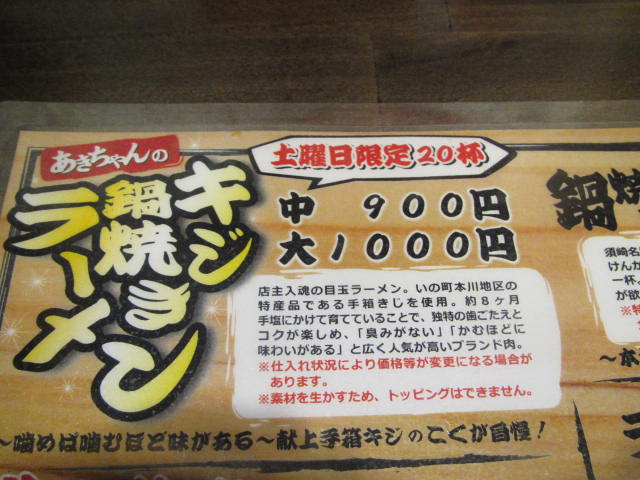 あきちゃんの
キジ
鍋焼きン
ラーメン
土曜日限定20杯
中 900円
大1000円
店主入魂の目玉ラーメン。いの町本川地区の
特産品である手箱きじを使用。約8ヶ月
手塩にかけて育てていることで、独特の歯ごたえと
コクが楽しめ、「臭みがない」「かむほどに
味わいがある」と広く人気が高いブランド肉。
※仕入れ状況により価格等が変更になる場合が
あります。
※素材を生かすため、トッピングはできません。
～噛めば噛むほど味がある～献上手箱キジのこくが自慢！
鍋焼
須崎名
けんか
一杯。
が欲
※特
～本